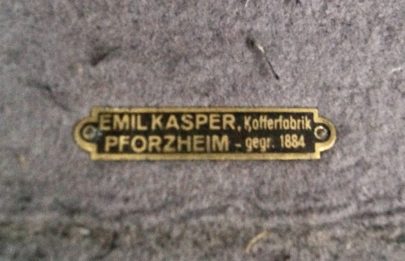 EMIL KASPER, Kofferfabrik
PFORZHEIM - gegr. 1884